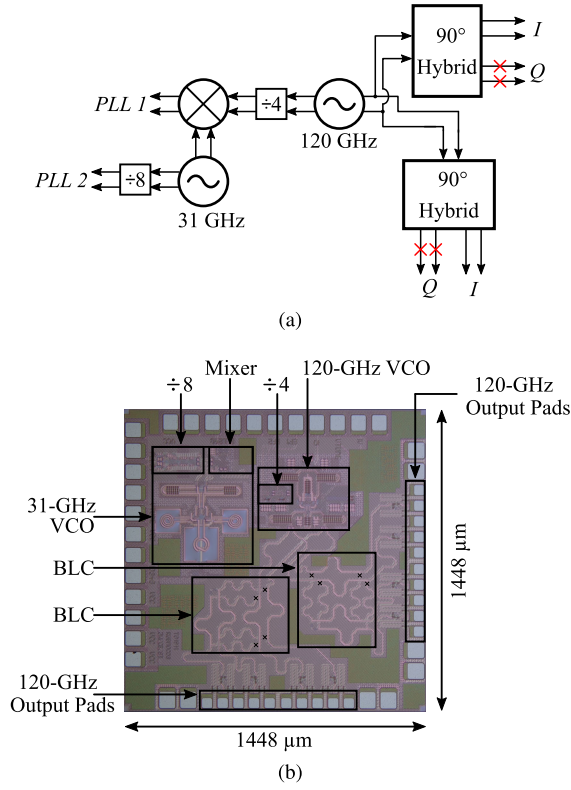 90°
Hybrid
I
Q
PLL 1
÷4
120 GHz
PLL 2
÷8
31 GHz
90°
Hybrid
Q
I
(a)
÷8
Mixer
÷4
120-GHz VCO
120-GHz
Output Pads
31-GHz
VCO
BLC
BLC
120-GHz
Output Pads
1448 µm
1448 µm
(b)